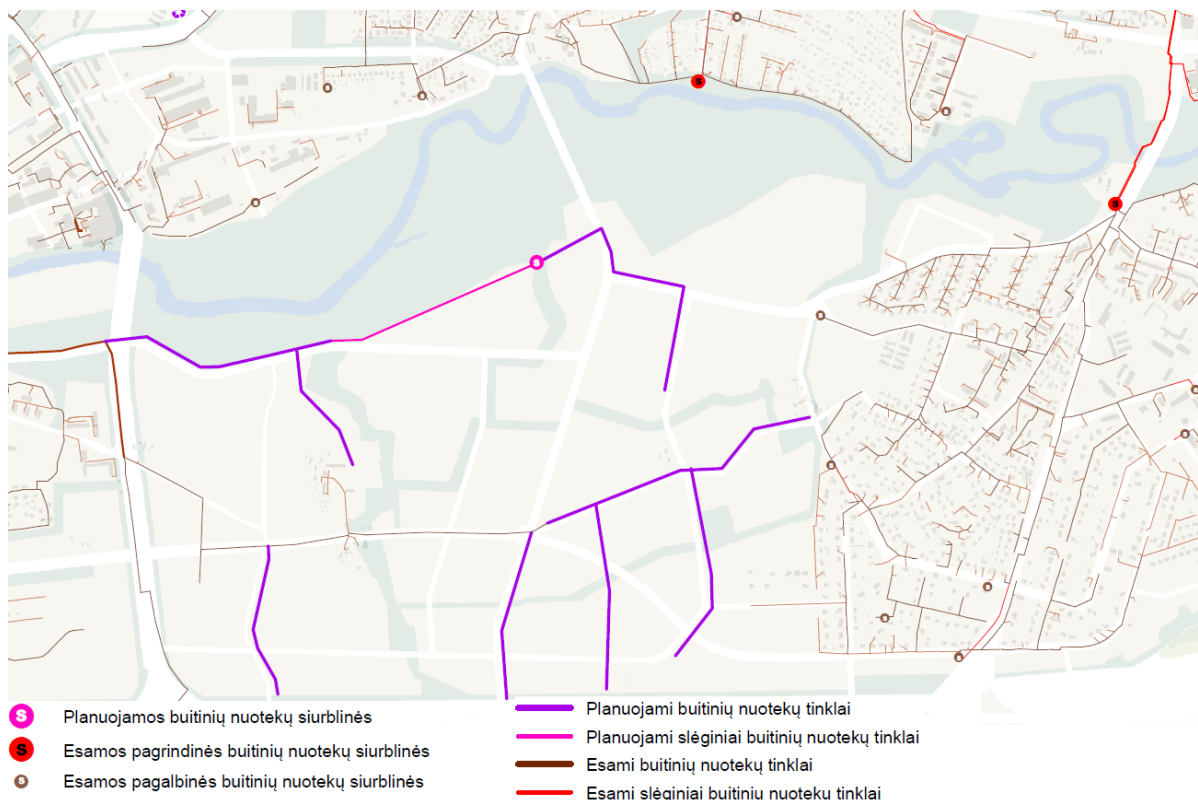 S Planuojamos buitinių nuotekų siurblinės
S Esamos pagrindinės buitinių nuotekų siurblinės
S Esamos pagalbinės buitinių nuotekų siurblinės
Planuojami buitinių nuotekų tinklai
Planuojami slėginiai buitinių nuotekų tinklai
Esami buitinių nuotekų tinklai
Esami slėginiai buitinių nuotekų tinklai